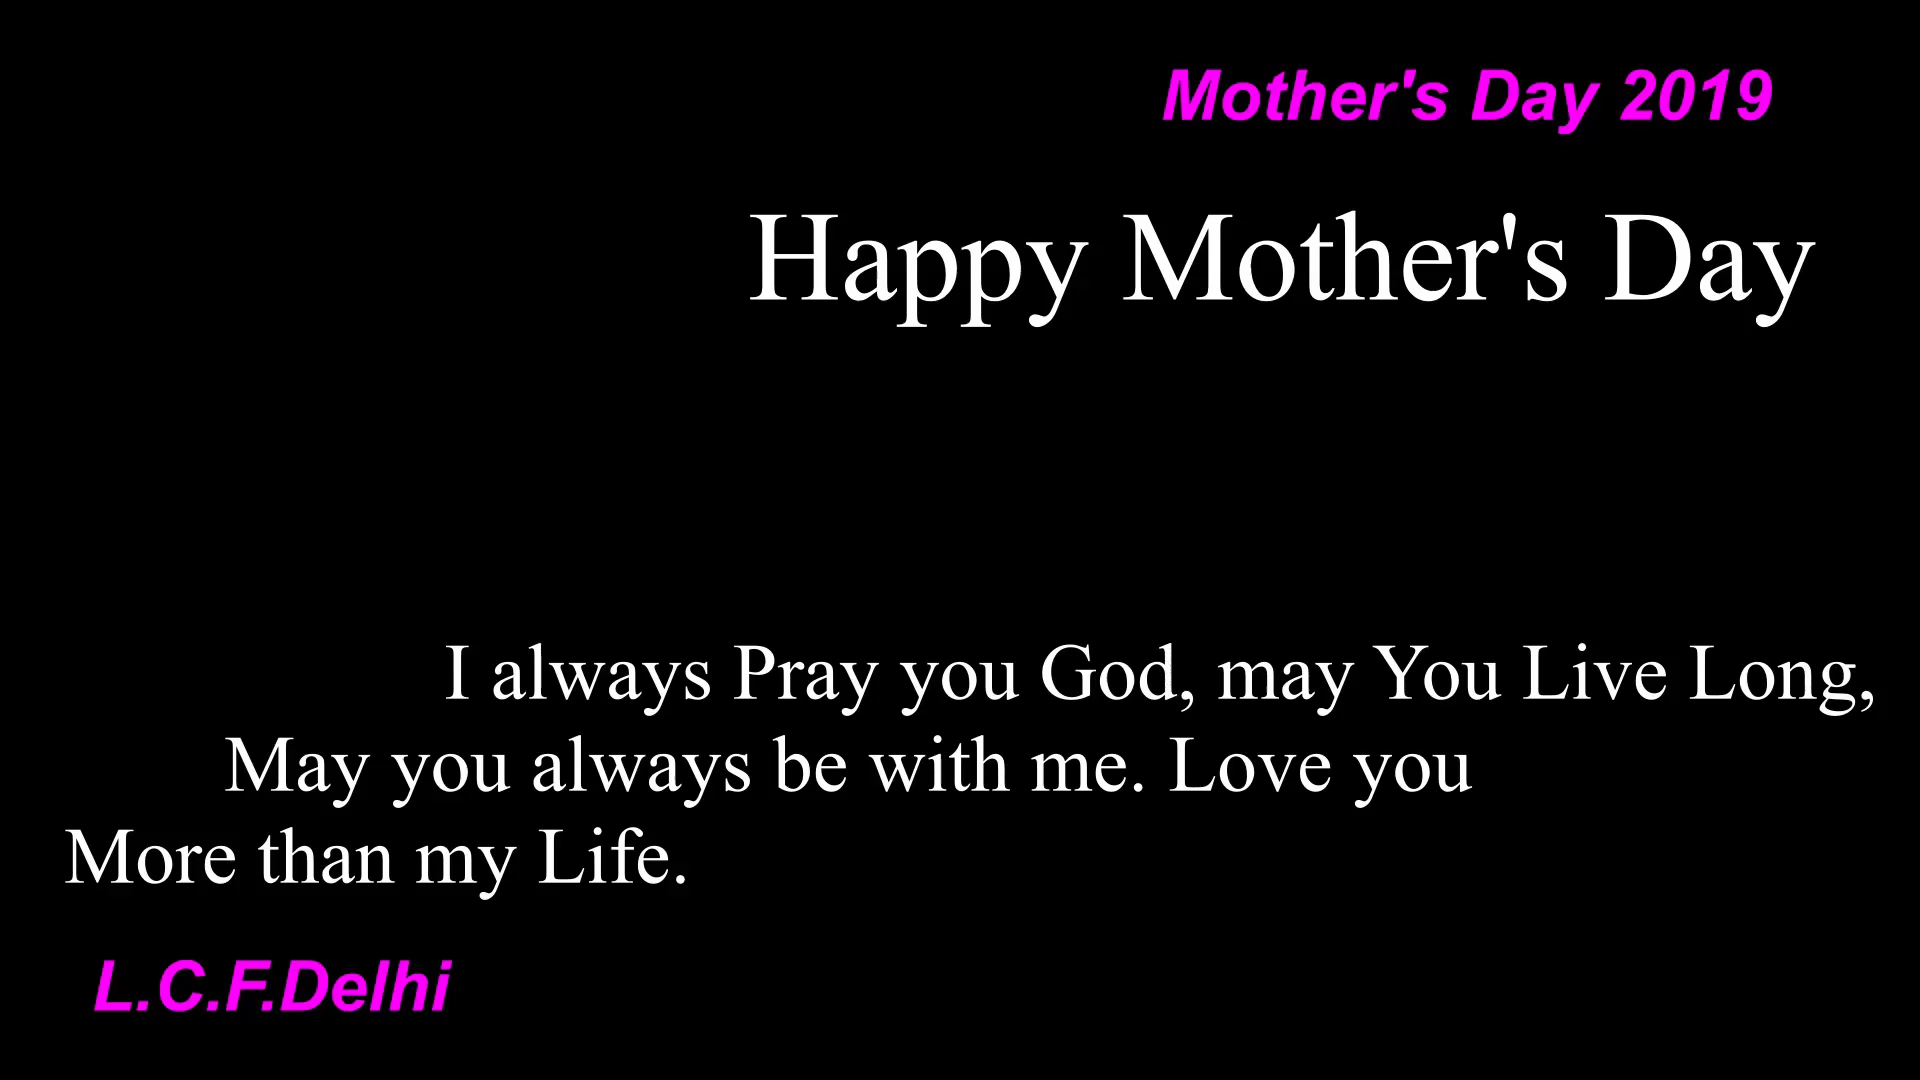 Mother's Day 2019
Happy Mother's Day
I always Pray you God, may You Live Long,
May you always be with me. Love you
More than my Life.
L.C.F.Delhi